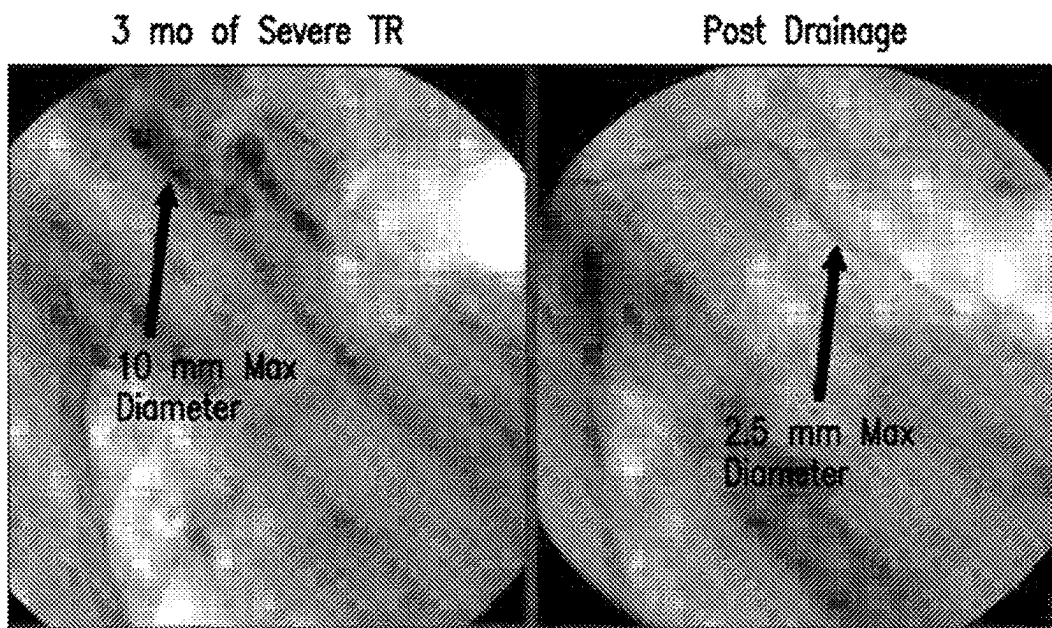 3 mo of Severe TR
Post Drainage
10 mm Max
Diameter
2.5 mm Max
Diameter